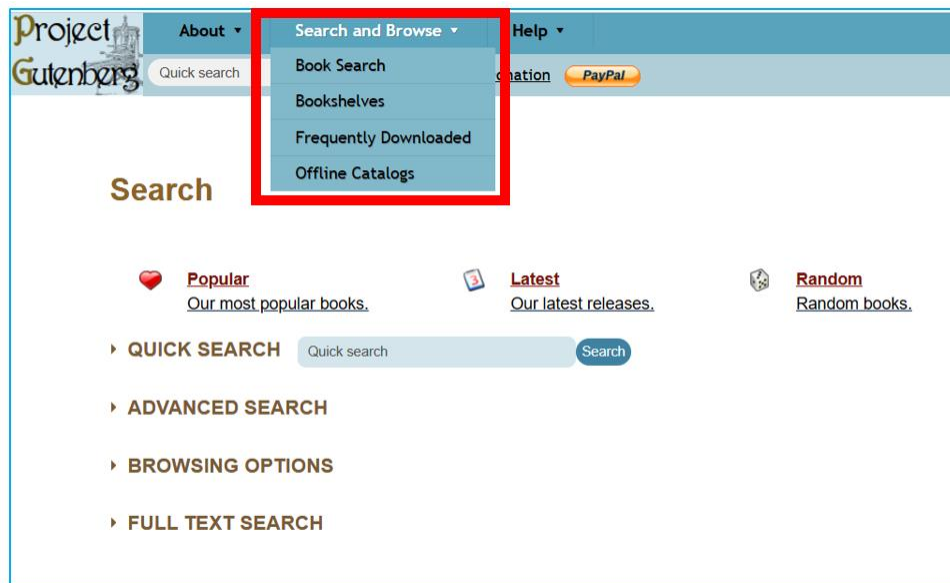 Project
Gutenberg
About ▾ Search and Browse ▾ Help ▾
Quick search
onation PayPal
Book Search
Bookshelves
Frequently Downloaded
Offline Catalogs
Search
Popular
Our most popular books.
3
Latest
Our latest releases.
Random
Random books.
QUICK SEARCH Quick search Search
ADVANCED SEARCH
BROWSING OPTIONS
FULL TEXT SEARCH